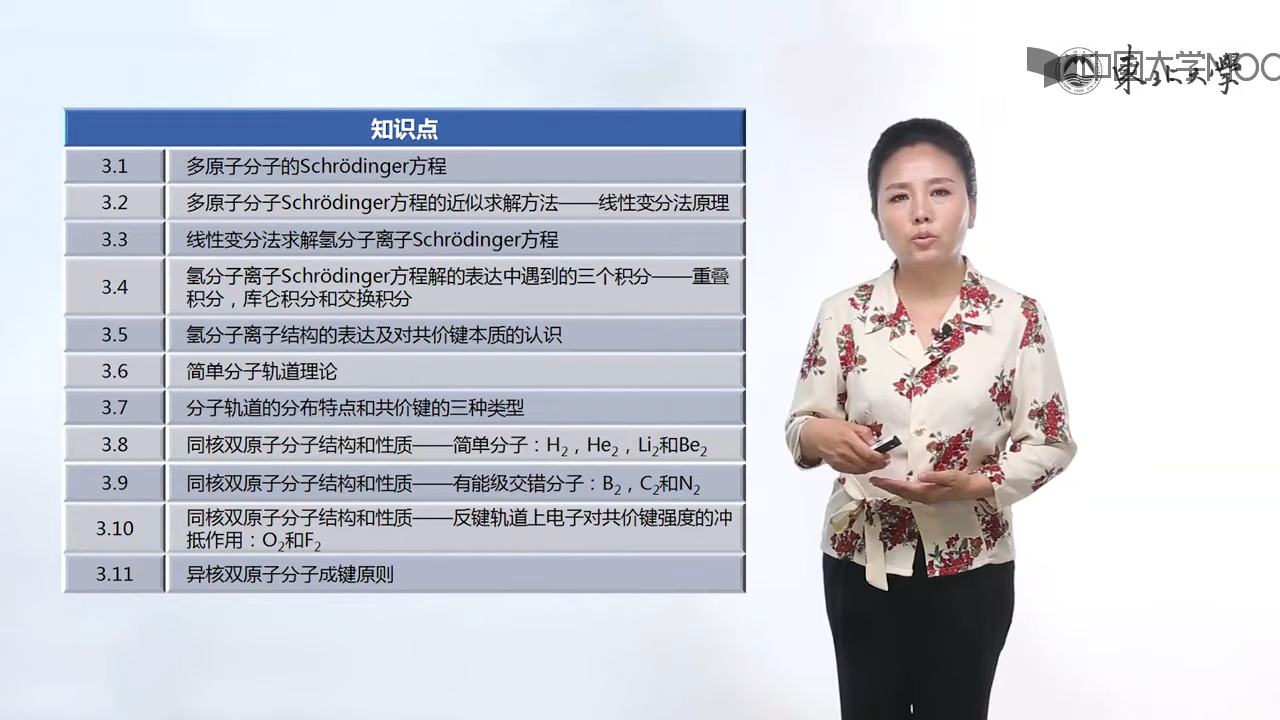 中国大学MOOC
東北大學
知识点
3.1 多原子分子的Schrödinger方程
3.2 多原子分子Schrödinger方程的近似求解方法——线性变分法原理
3.3 线性变分法求解氢分子离子Schrödinger方程
3.4 氢分子离子Schrödinger方程解的表达中遇到的三个积分——重叠
积分，库仑积分和交换积分
3.5 氢分子离子结构的表达及对共价键本质的认识
3.6 简单分子轨道理论
3.7 分子轨道的分布特点和共价键的三种类型
3.8 同核双原子分子结构和性质——简单分子：H₂，He₂，Li₂和Be₂
3.9 同核双原子分子结构和性质——有能级交错分子：B₂，C₂和N₂
3.10 同核双原子分子结构和性质——反键轨道上电子对共价键强度的冲
抵作用：O₂和F₂
3.11 异核双原子分子成键原则